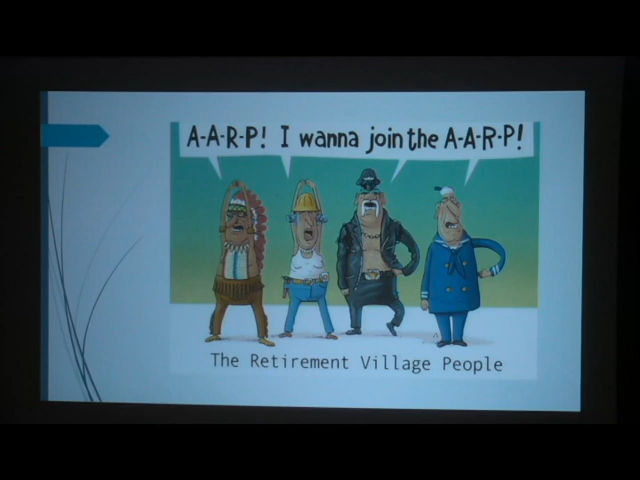 A-A-R-P! I wanna join the A-A-R-P!
The Retirement Village People